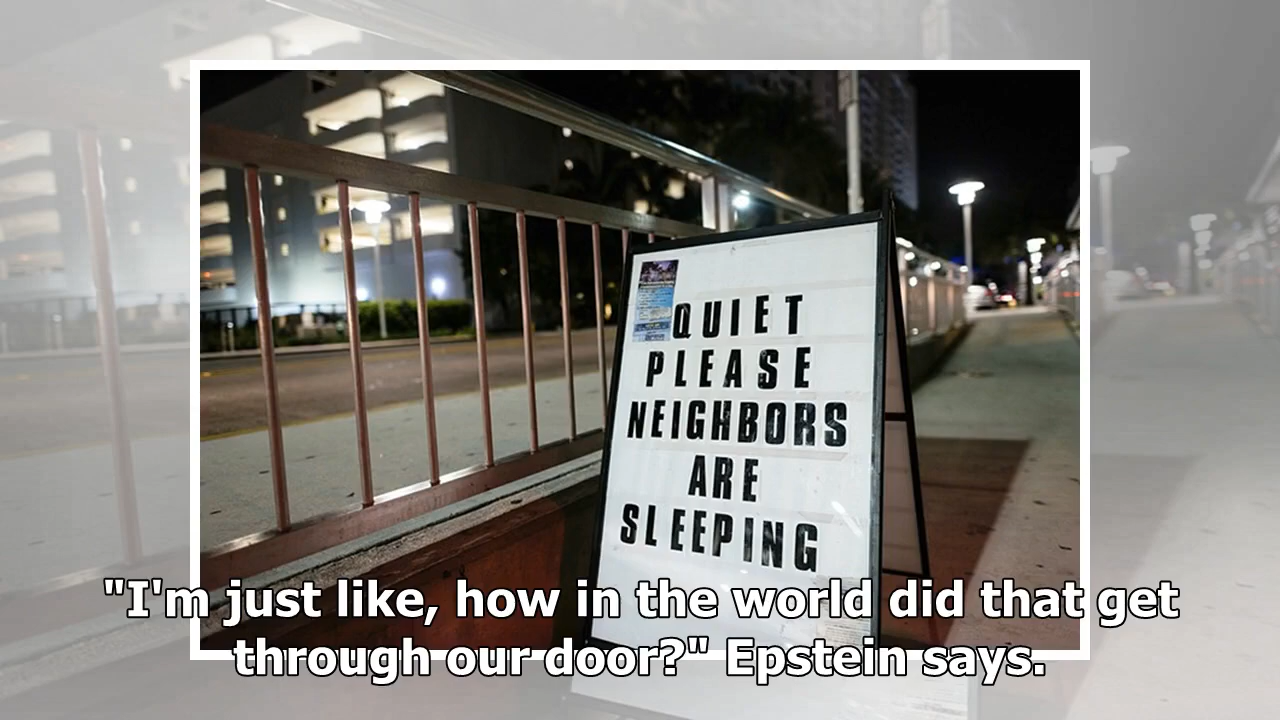 QUIET
PLEASE
NEIGHBORS
ARE
SLEEPING
"I'm just like, how in the world did that get
through our door?" Epstein says.